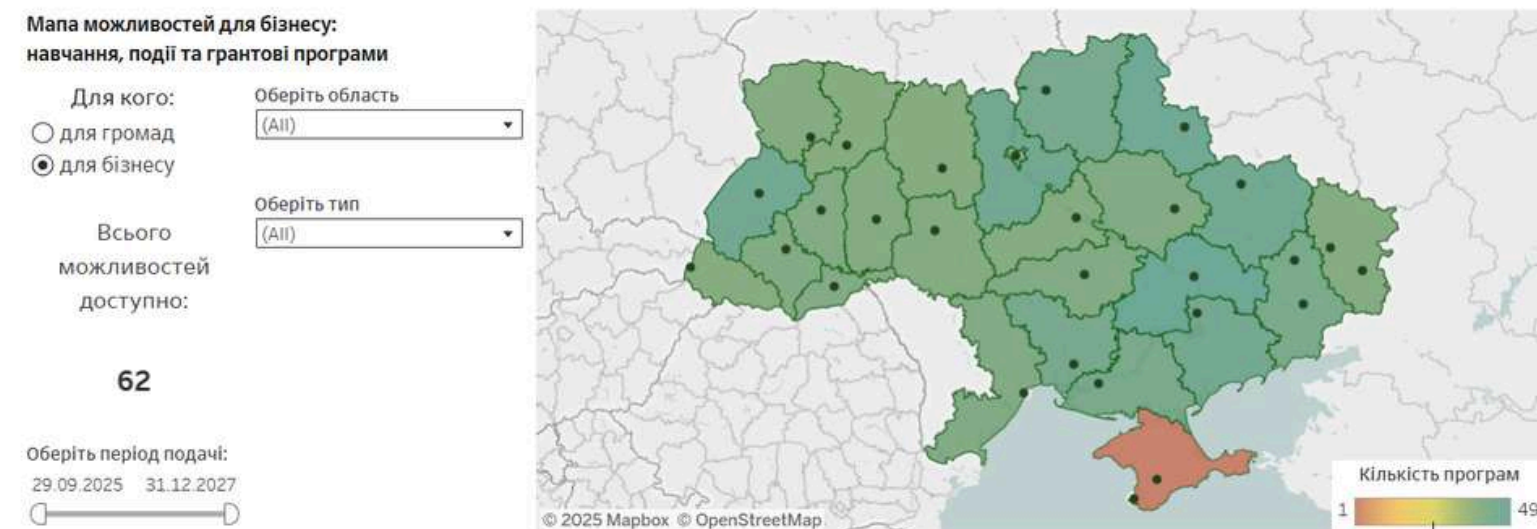 Мапа можливостей для бізнесу:
навчання, події та грантові програми
Для кого:
для громад
для бізнесу
Оберіть область
(All)
Оберіть тип
(All)
Всього
можливостей
доступно:
62
Оберіть період подачі:
29.09.2025 31.12.2027
© 2025 Mapbox © OpenStreetMap
Кількість програм
1 49